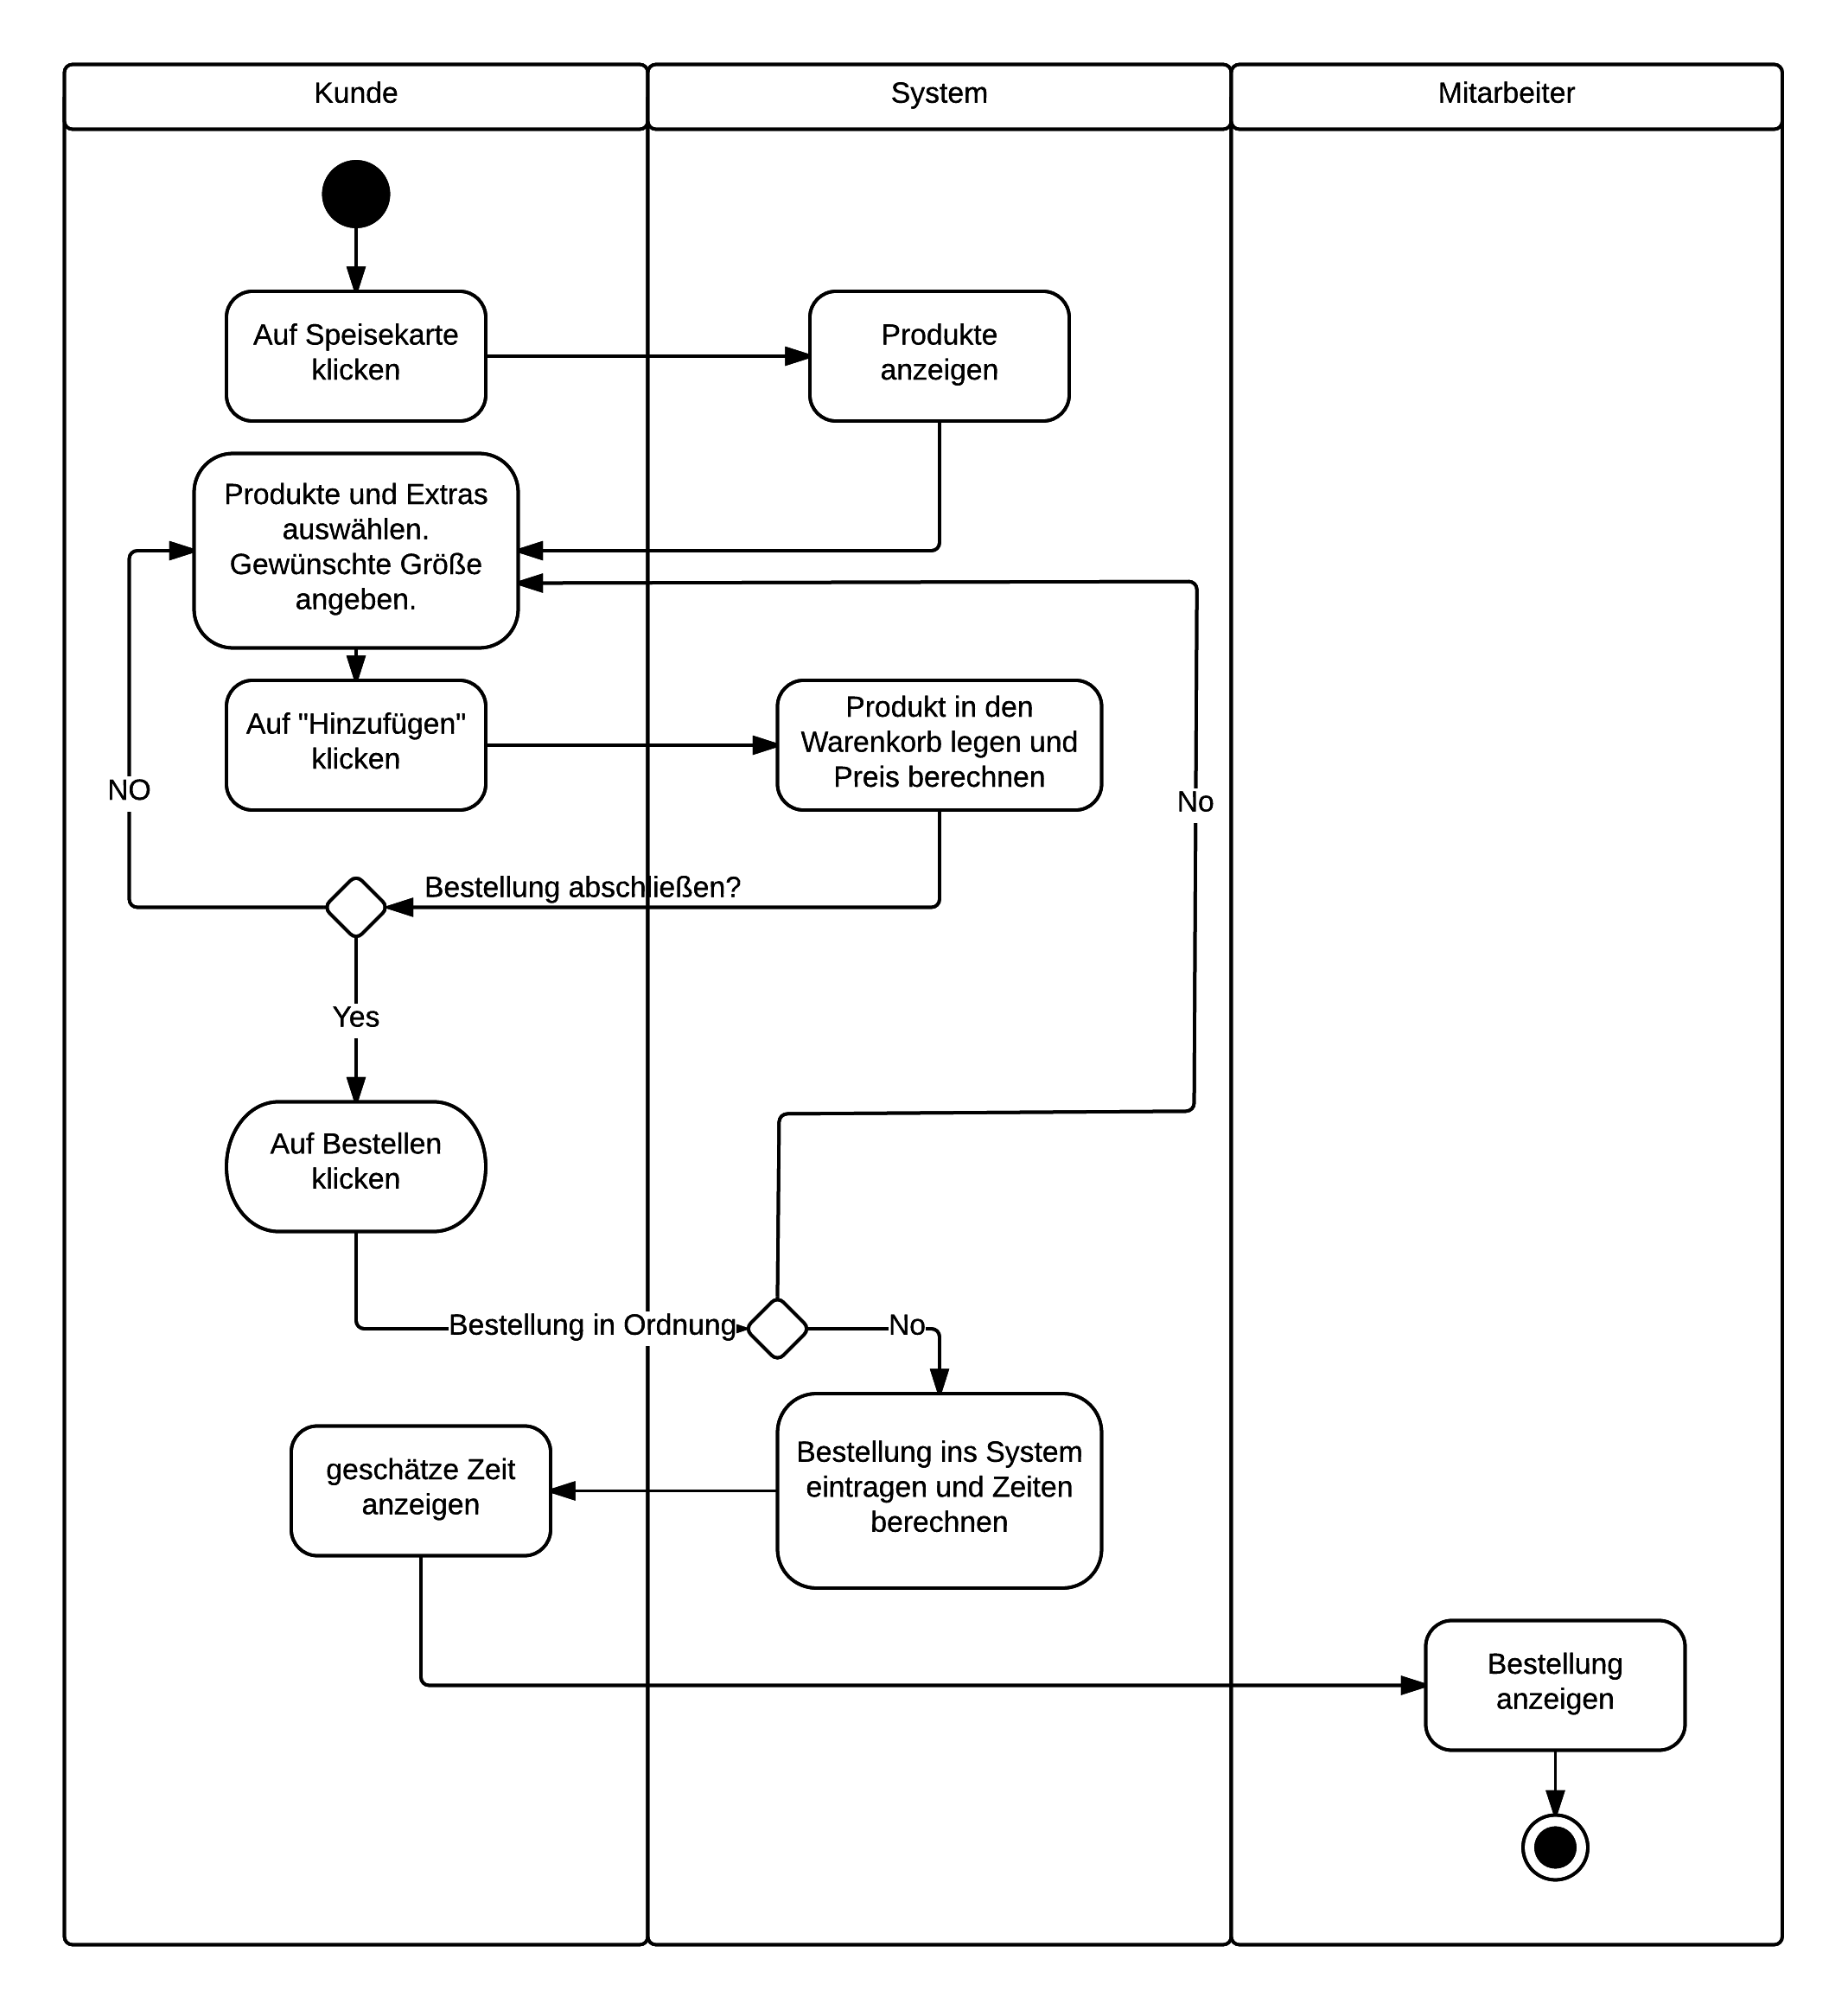 Kunde
System
Mitarbeiter
Auf Speisekarte
klicken
Produkte
anzeigen
Produkte und Extras
auswählen.
Gewünschte Größe
angeben.
Auf "Hinzufügen"
klicken
Produkt in den
Warenkorb legen und
Preis berechnen
NO
No
Bestellung abschließen?
Yes
Auf Bestellen
klicken
Bestellung in Ordnung
No
geschätze Zeit
anzeigen
Bestellung ins System
eintragen und Zeiten
berechnen
Bestellung
anzeigen